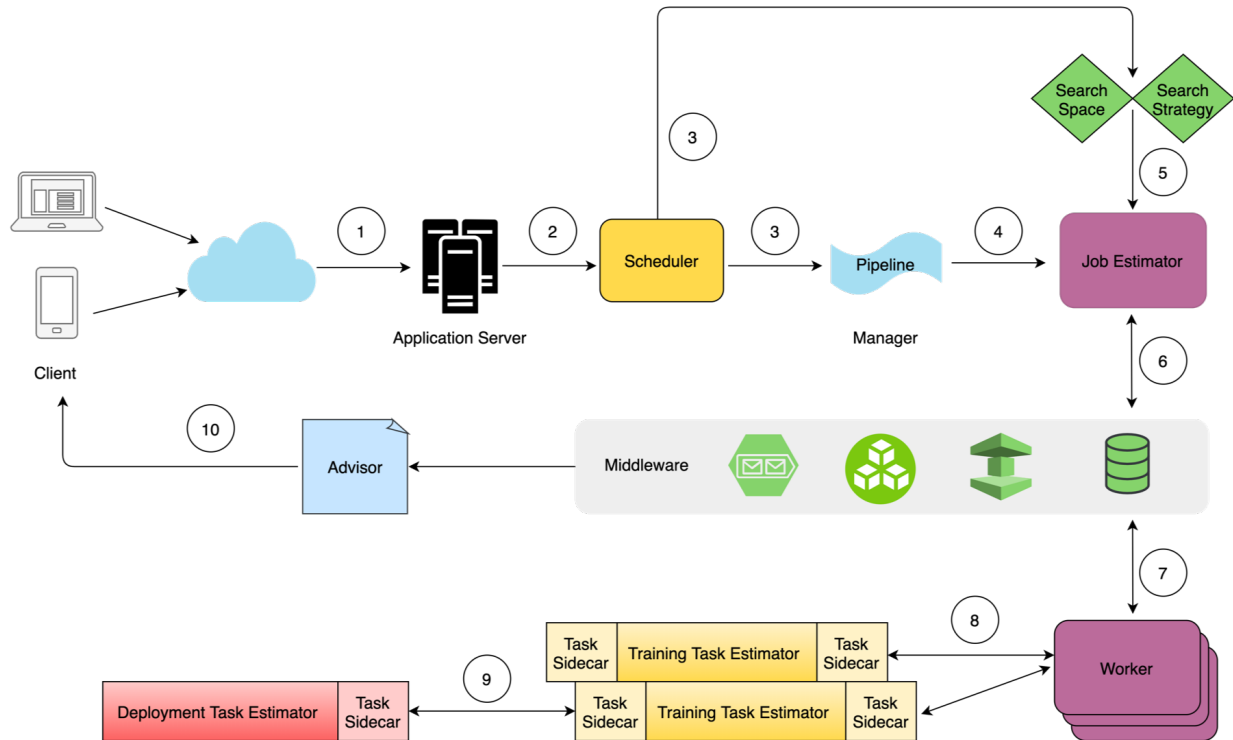 3
Search
Space
Search
Strategy
5
1
2
Scheduler
3
Pipeline
4
Job Estimator
Application Server
Manager
Client
6
10
Advisor
Middleware
7
8
Task
Sidecar
Training Task Estimator
Task
Sidecar
9
Deployment Task Estimator
Task
Sidecar
Task
Sidecar
Training Task Estimator
Task
Sidecar
Worker